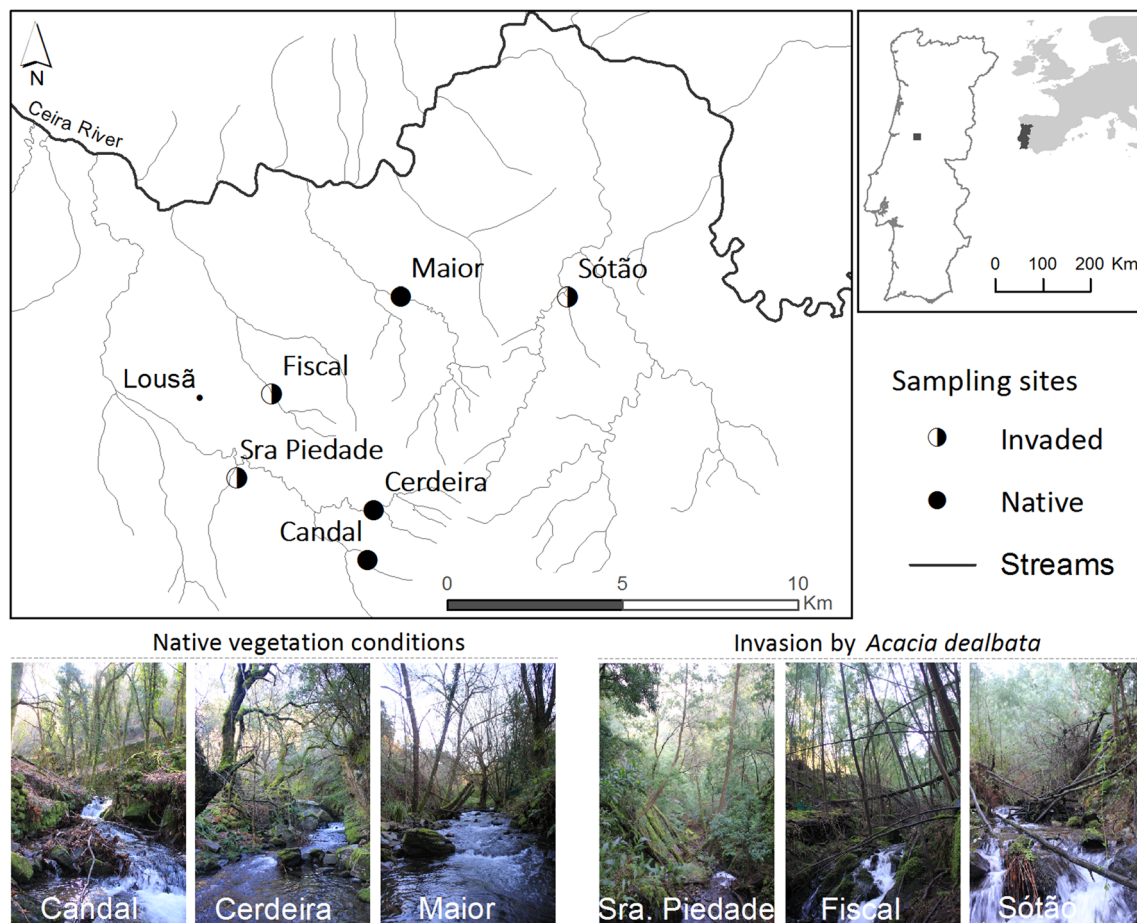 N
Ceira River
Maior
Sótão
Fiscal
Lousã
Sra Piedade
Cerdeira
Candal
0 5 10
Km
0 100 200 Km
Sampling sites
Invaded
Native
Streams
Native vegetation conditions
Invasion by Acacia dealbata
Candal
Cerdeira
Maior
Sra. Piedade
Fiscal
Sótão